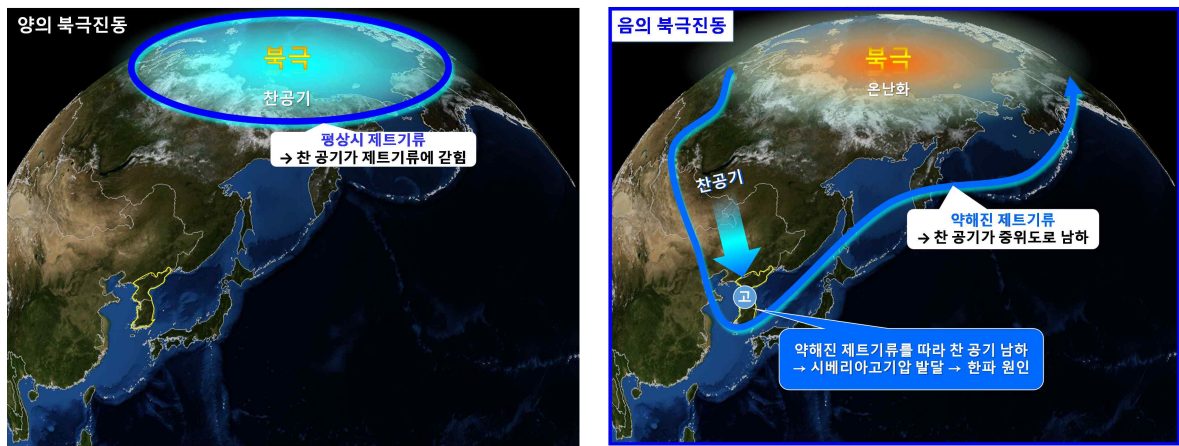 양의 북극진동
북극
찬공기
평상시 제트기류
→ 찬 공기가 제트기류에 갇힘
음의 북극진동
북극
온난화
찬공기
약해진 제트기류
→ 찬 공기가 중위도로 남하
고
약해진 제트기류를 따라 찬 공기 남하
→ 시베리아고기압 발달 → 한파 원인